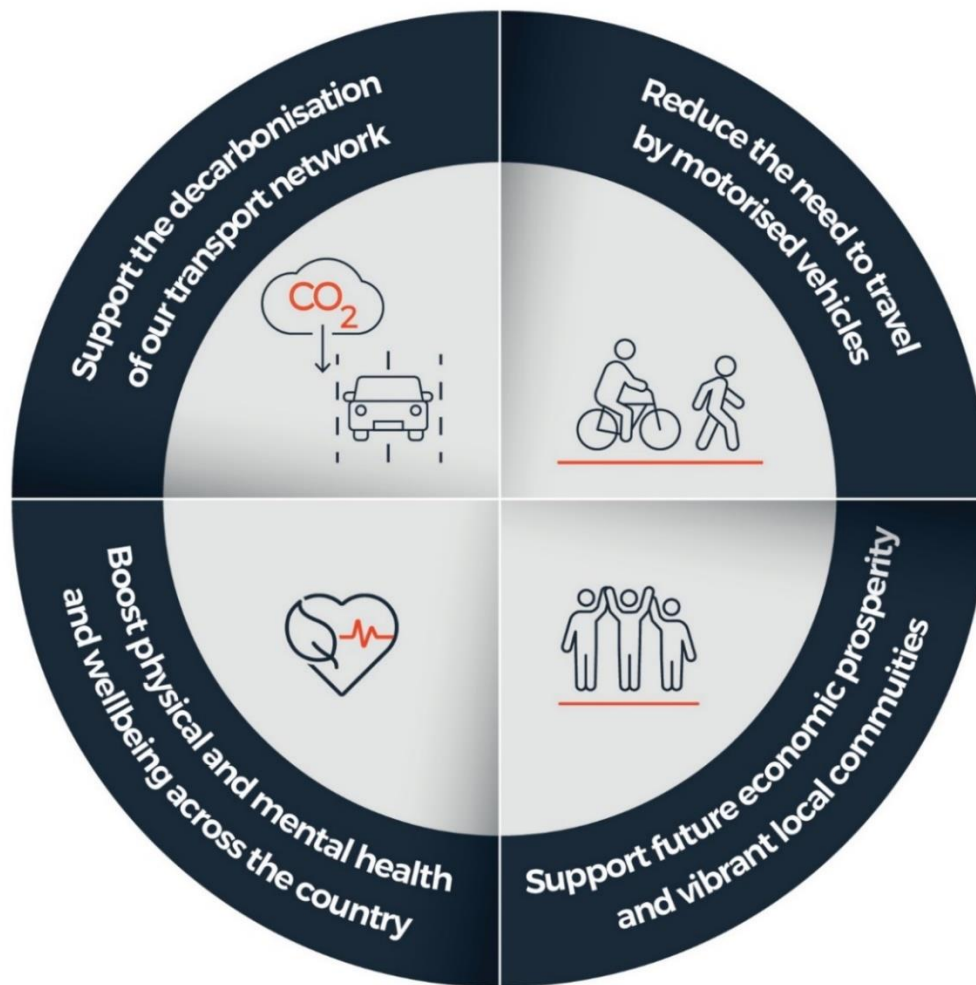 Support the decarbonisation
of our transport network
CO2
Reduce the need to travel
by motorised vehicles
Boost physical and mental health
and wellbeing across the country
Support future economic prosperity
and vibrant local commuities